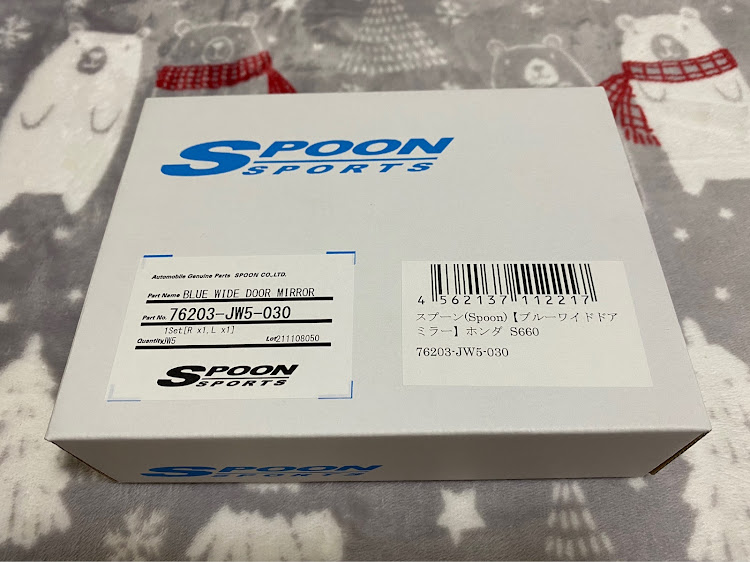 SPOON
SPORTS
Automobile Genuine Parts SPOON CO.,LTD.
Part Name BLUE WIDE DOOR MIRROR
Part No. 76203-JW5-030
1Set[R x1,L x1]
Quantity JW5 Lot 211108050
SPOON
SPORTS
4 562137 112217
スプーン(Spoon)【ブルーワイドドア
ミラー】ホンダ S660
76203-JW5-030
SPOON
SPORTS